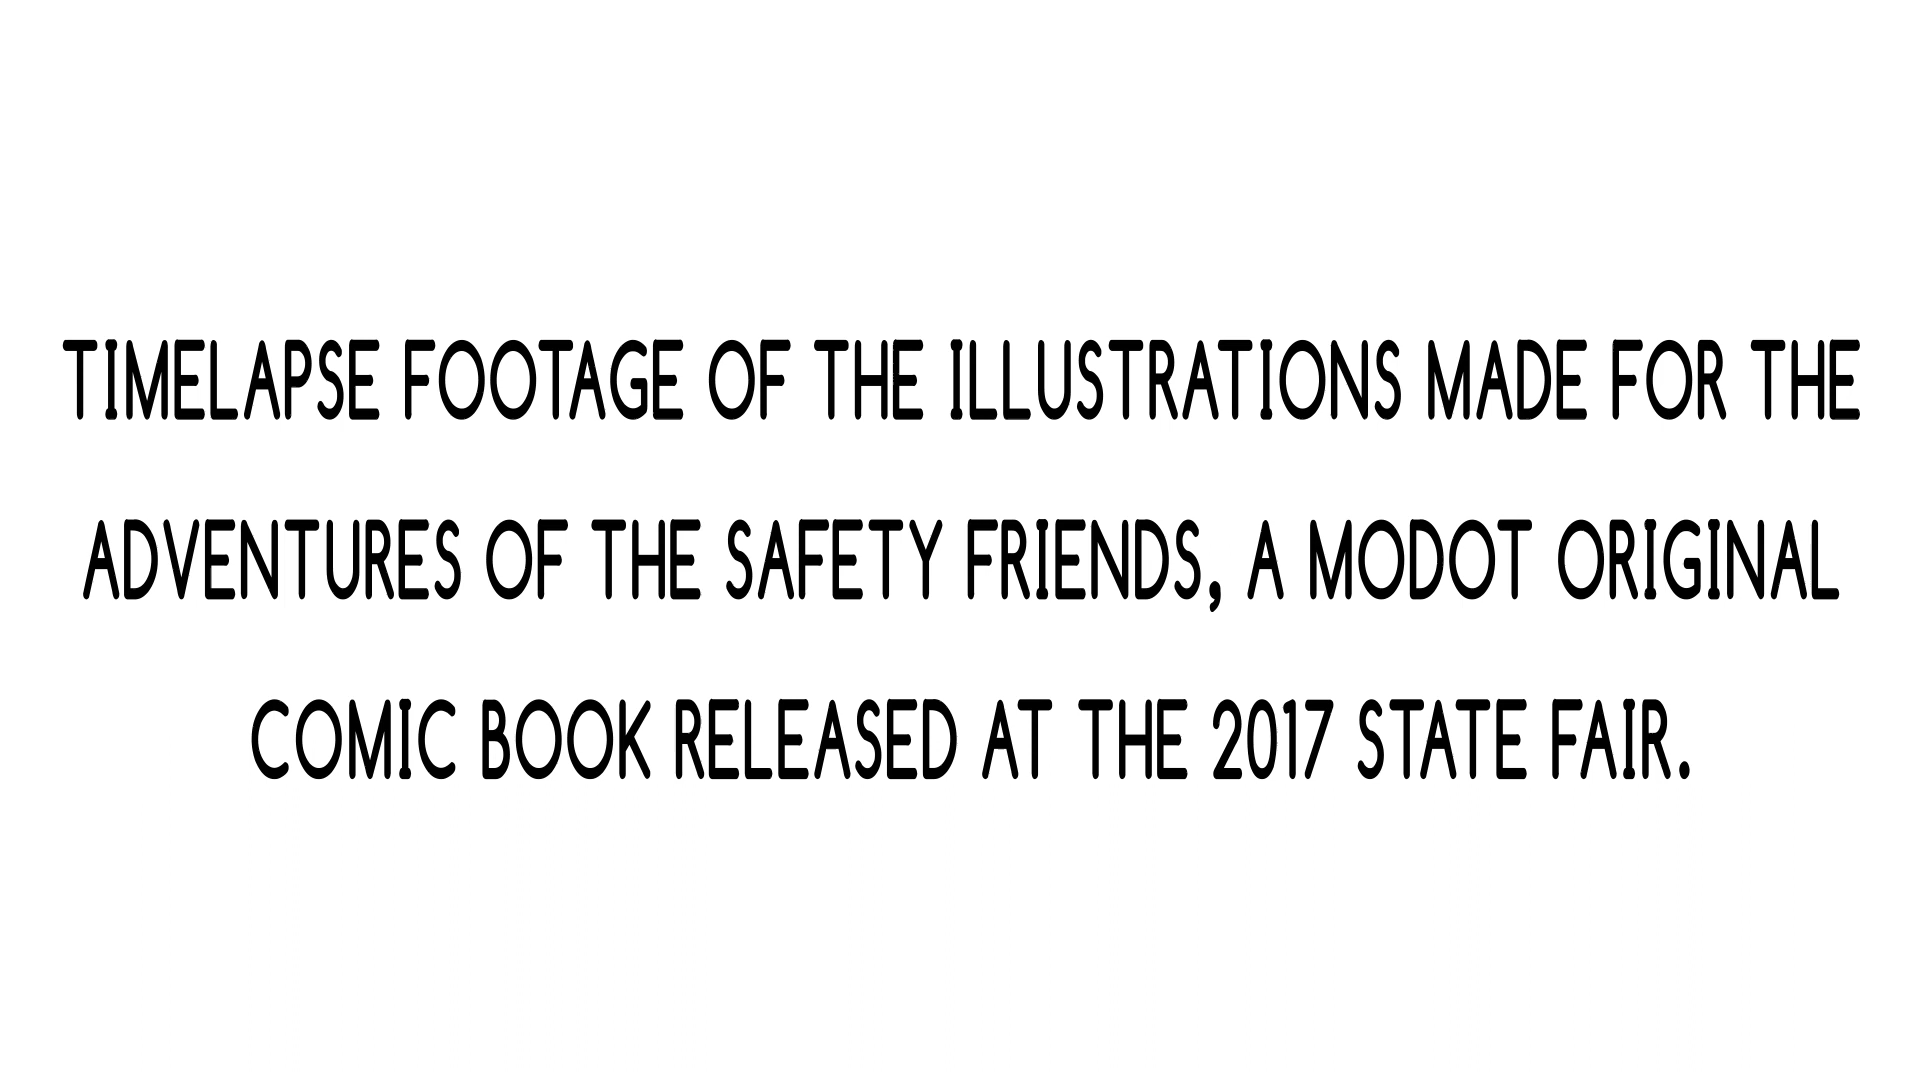 TIMELAPSE FOOTAGE OF THE ILLUSTRATIONS MADE FOR THE
ADVENTURES OF THE SAFETY FRIENDS, A MODOT ORIGINAL
COMIC BOOK RELEASED AT THE 2017 STATE FAIR.